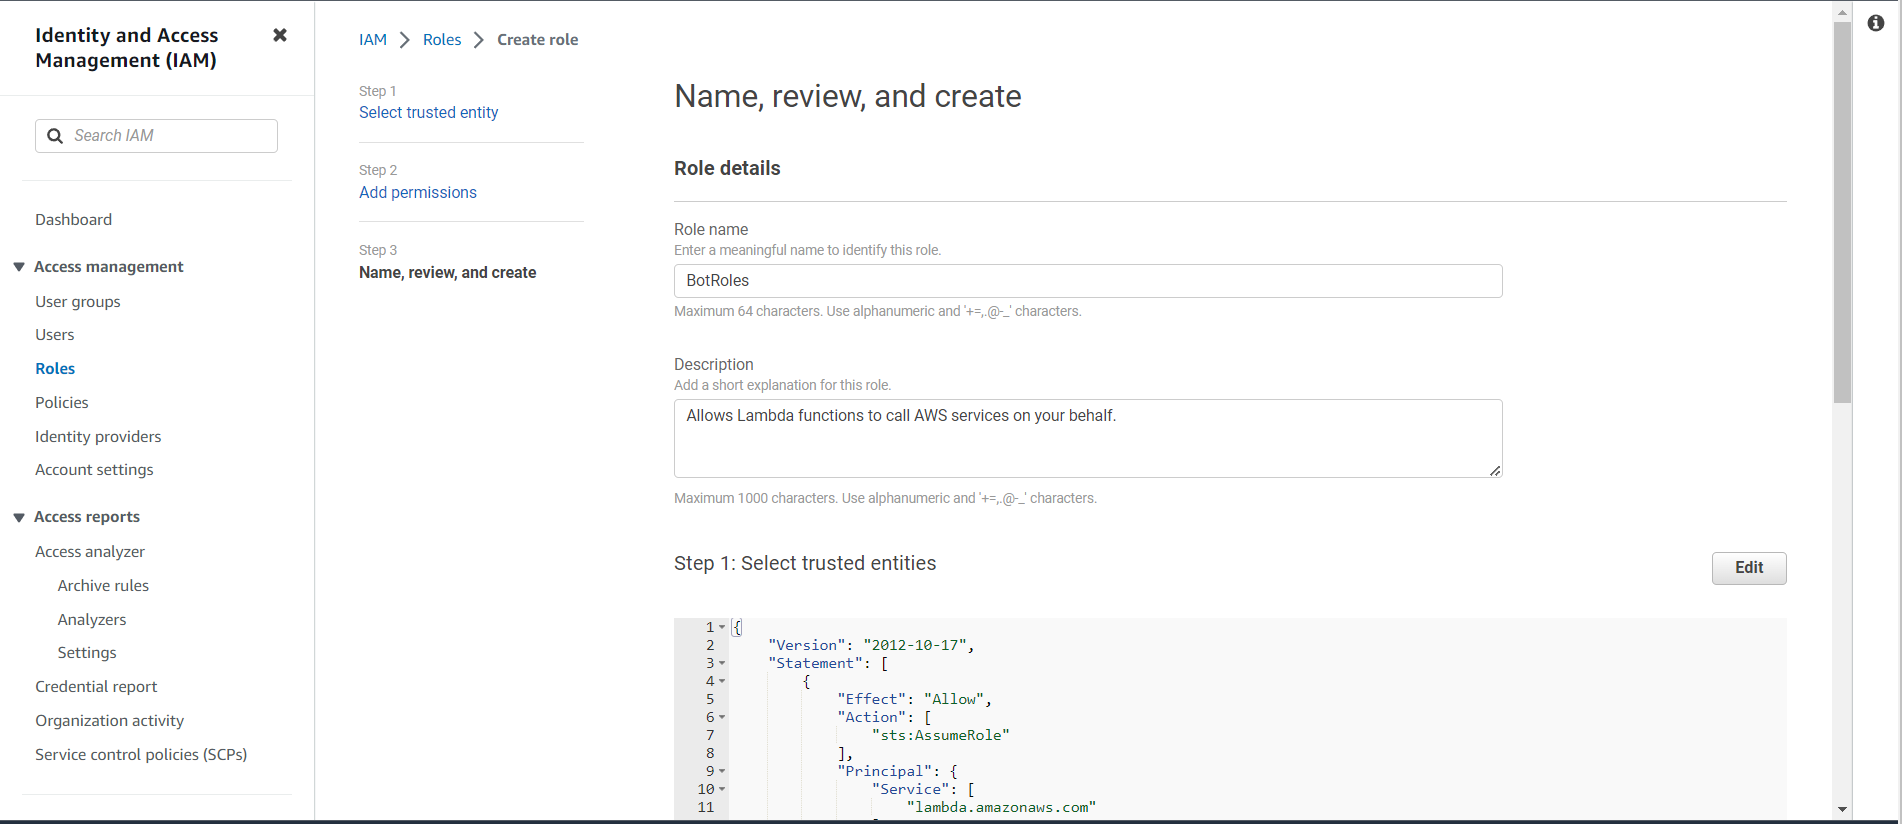 Identity and Access
Management (IAM)
Search IAM
Dashboard
Access management
User groups
Users
Roles
Policies
Identity providers
Account settings
Access reports
Access analyzer
Archive rules
Analyzers
Settings
Credential report
Organization activity
Service control policies (SCPs)
IAM > Roles > Create role
Step 1
Select trusted entity
Step 2
Add permissions
Step 3
Name, review, and create
Name, review, and create
Role details
Role name
Enter a meaningful name to identify this role.
BotRoles
Maximum 64 characters. Use alphanumeric and '+=,.@-_' characters.
Description
Add a short explanation for this role.
Allows Lambda functions to call AWS services on your behalf.
Maximum 1000 characters. Use alphanumeric and '+=,.@-_' characters.
Step 1: Select trusted entities
Edit
1 {
2 "Version": "2012-10-17",
3 "Statement": [
4 {
5 "Effect": "Allow",
6 "Action": [
7 "sts:AssumeRole"
8 ],
9 "Principal": {
10 "Service": [
11 "lambda.amazonaws.com"